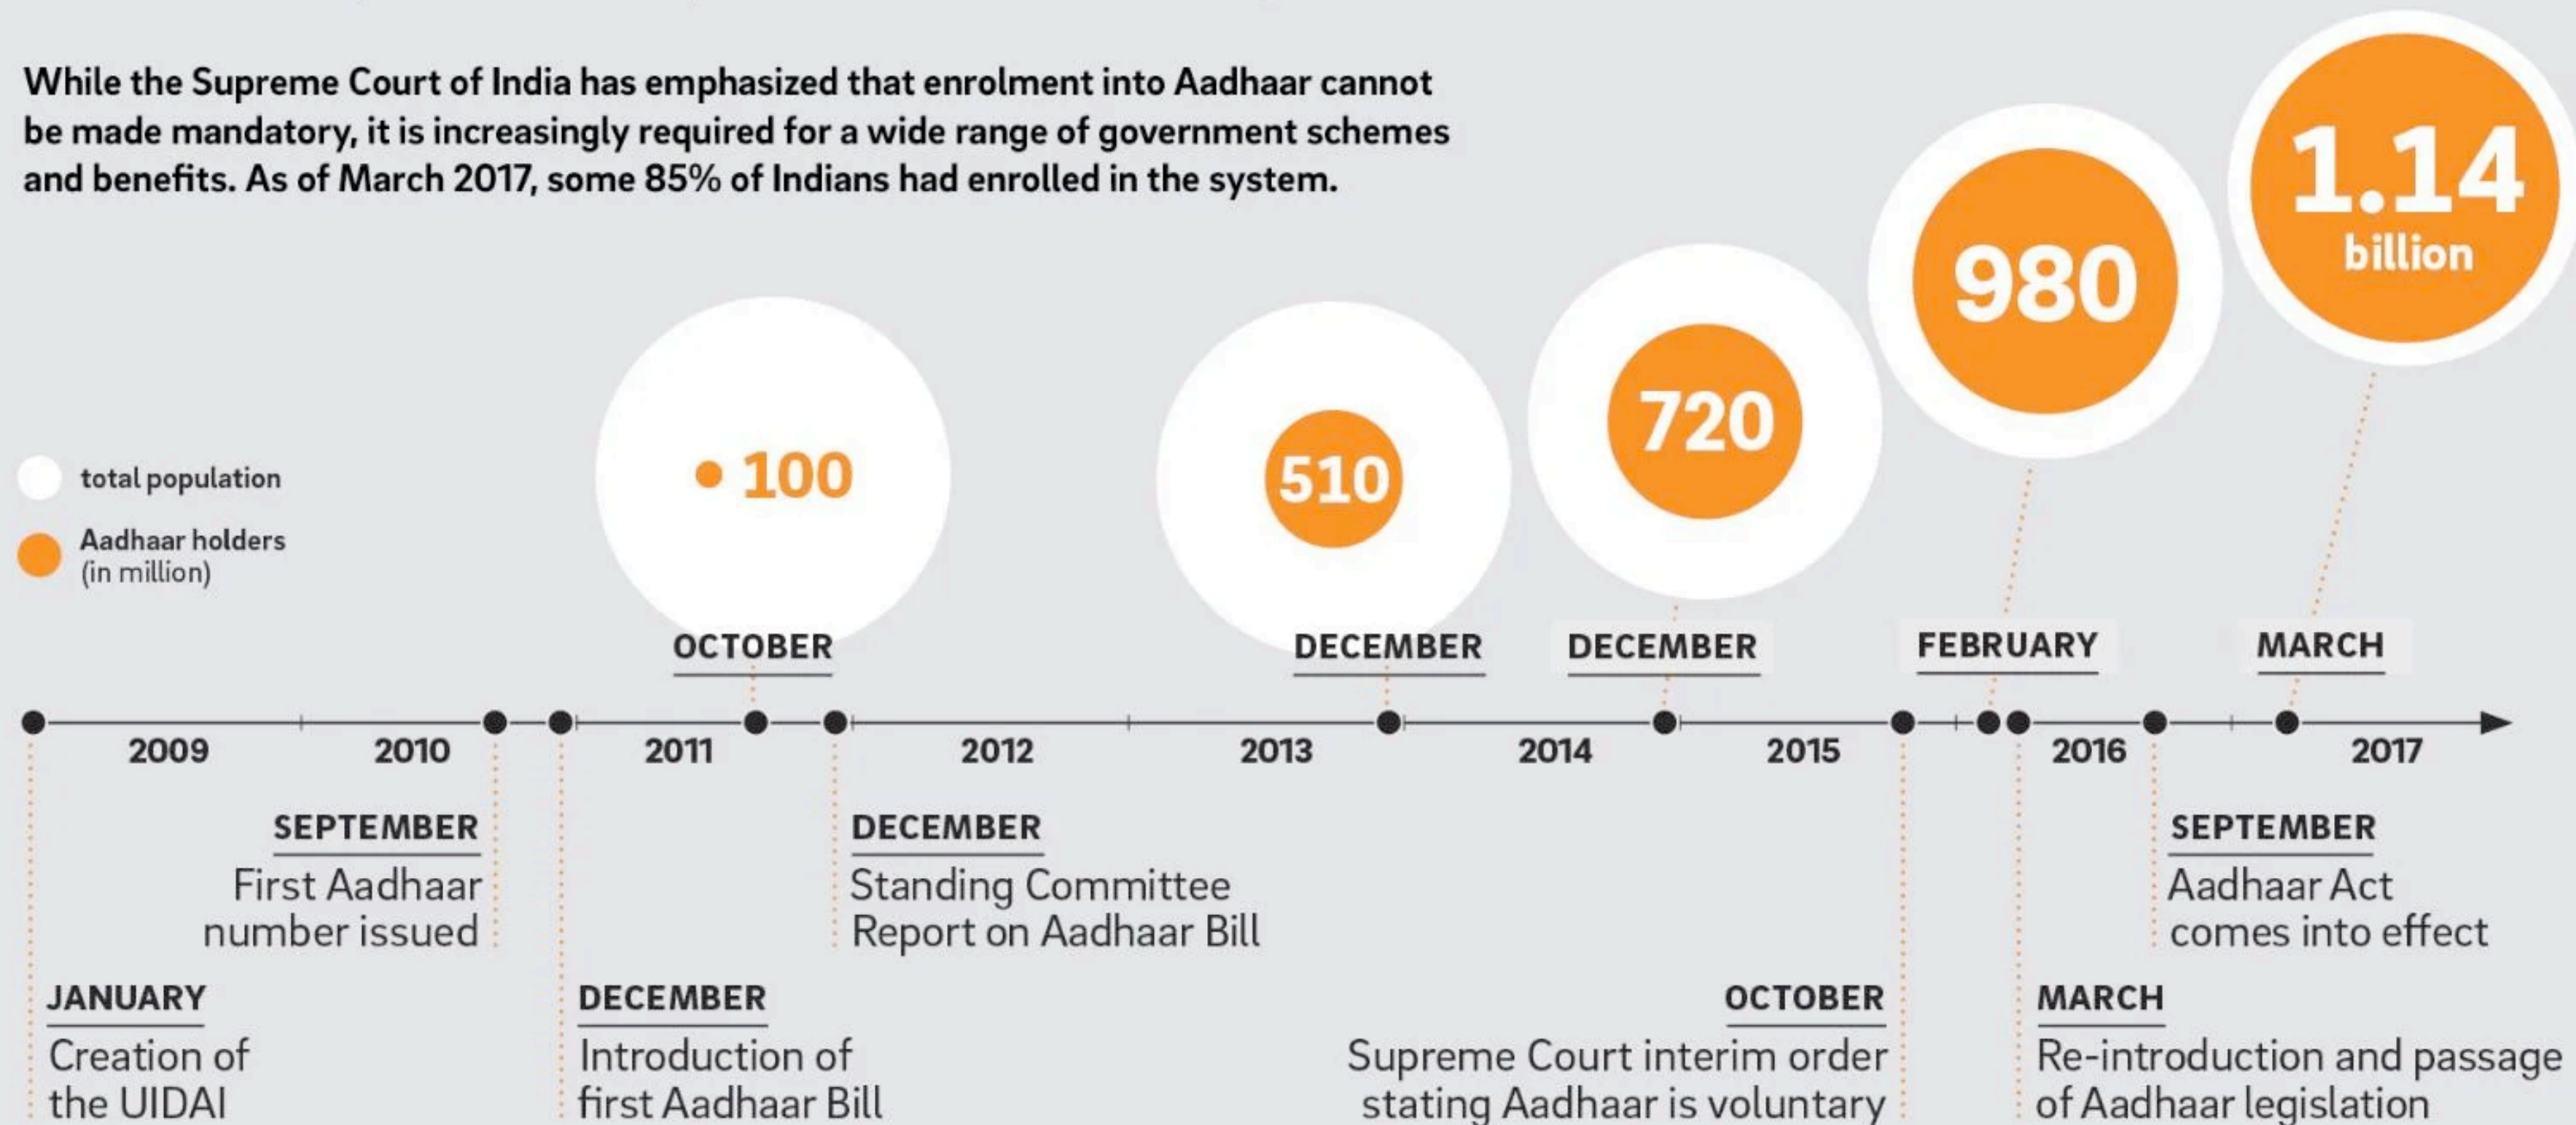 While the Supreme Court of India has emphasized that enrolment into Aadhaar cannot
be made mandatory, it is increasingly required for a wide range of government schemes
and benefits. As of March 2017, some 85% of Indians had enrolled in the system.
1.14
billion
980
720
510
100
total population
Aadhaar holders
(in million)
OCTOBER
DECEMBER
DECEMBER
FEBRUARY
MARCH
2009
2010
2011
2012
2013
2014
2015
2016
2017
SEPTEMBER
First Aadhaar
number issued
DECEMBER
Standing Committee
Report on Aadhaar Bill
SEPTEMBER
Aadhaar Act
comes into effect
JANUARY
Creation of
the UIDAI
DECEMBER
Introduction of
first Aadhaar Bill
OCTOBER
Supreme Court interim order
stating Aadhaar is voluntary
MARCH
Re-introduction and passage
of Aadhaar legislation